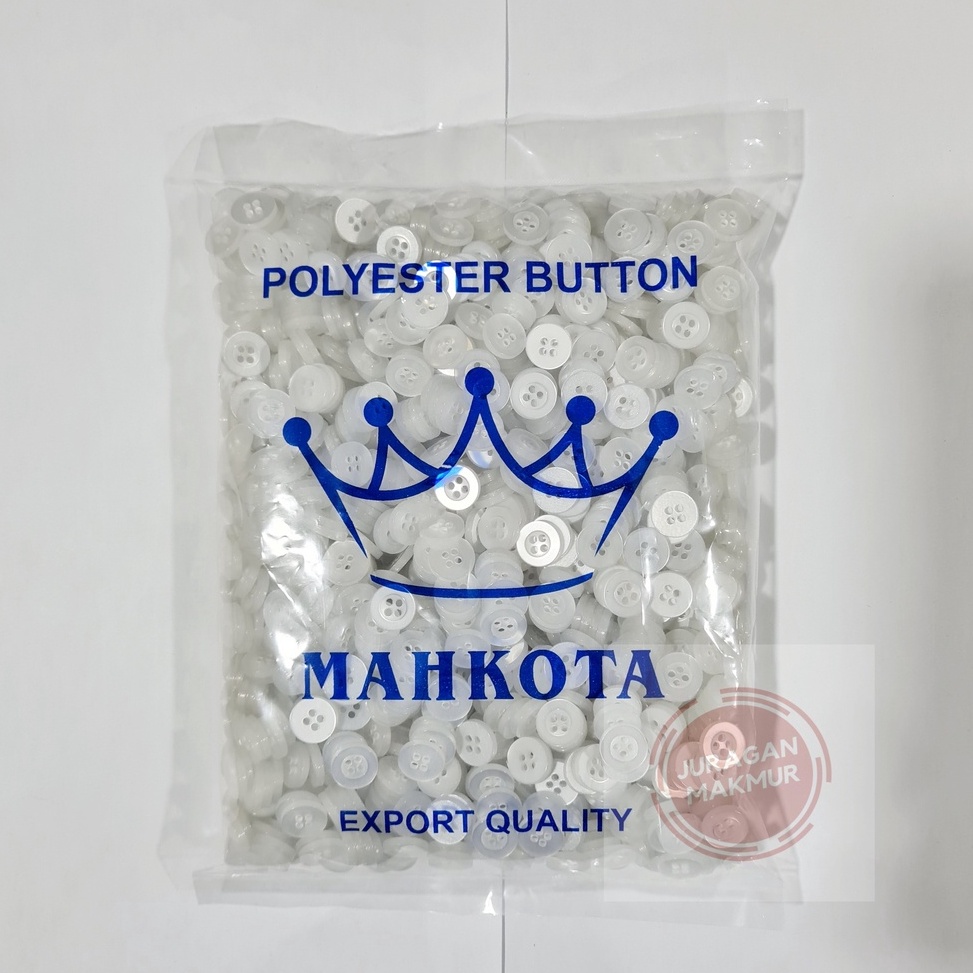 POLYESTER BUTTON
MAHKOTA
EXPORT QUALITY
JURAGAN
MAKMUR